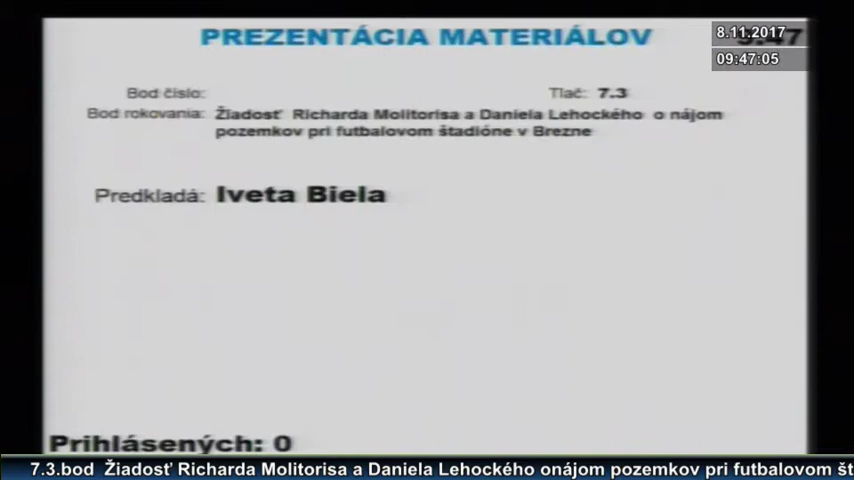 PREZENTÁCIA MATERIÁLOV
8.11.2017
09:47:05
Bod číslo:
Tlač: 7.3
Bod rokovania: Žiadosť Richarda Molitorisa a Daniela Lehockého o nájom
pozemkov pri futbalovom štadióne v Brezne
Predkladá: Iveta Biela
Prihlásených: 0
7.3.bod Žiadosť Richarda Molitorisa a Daniela Lehockého onájom pozemkov pri futbalovom št